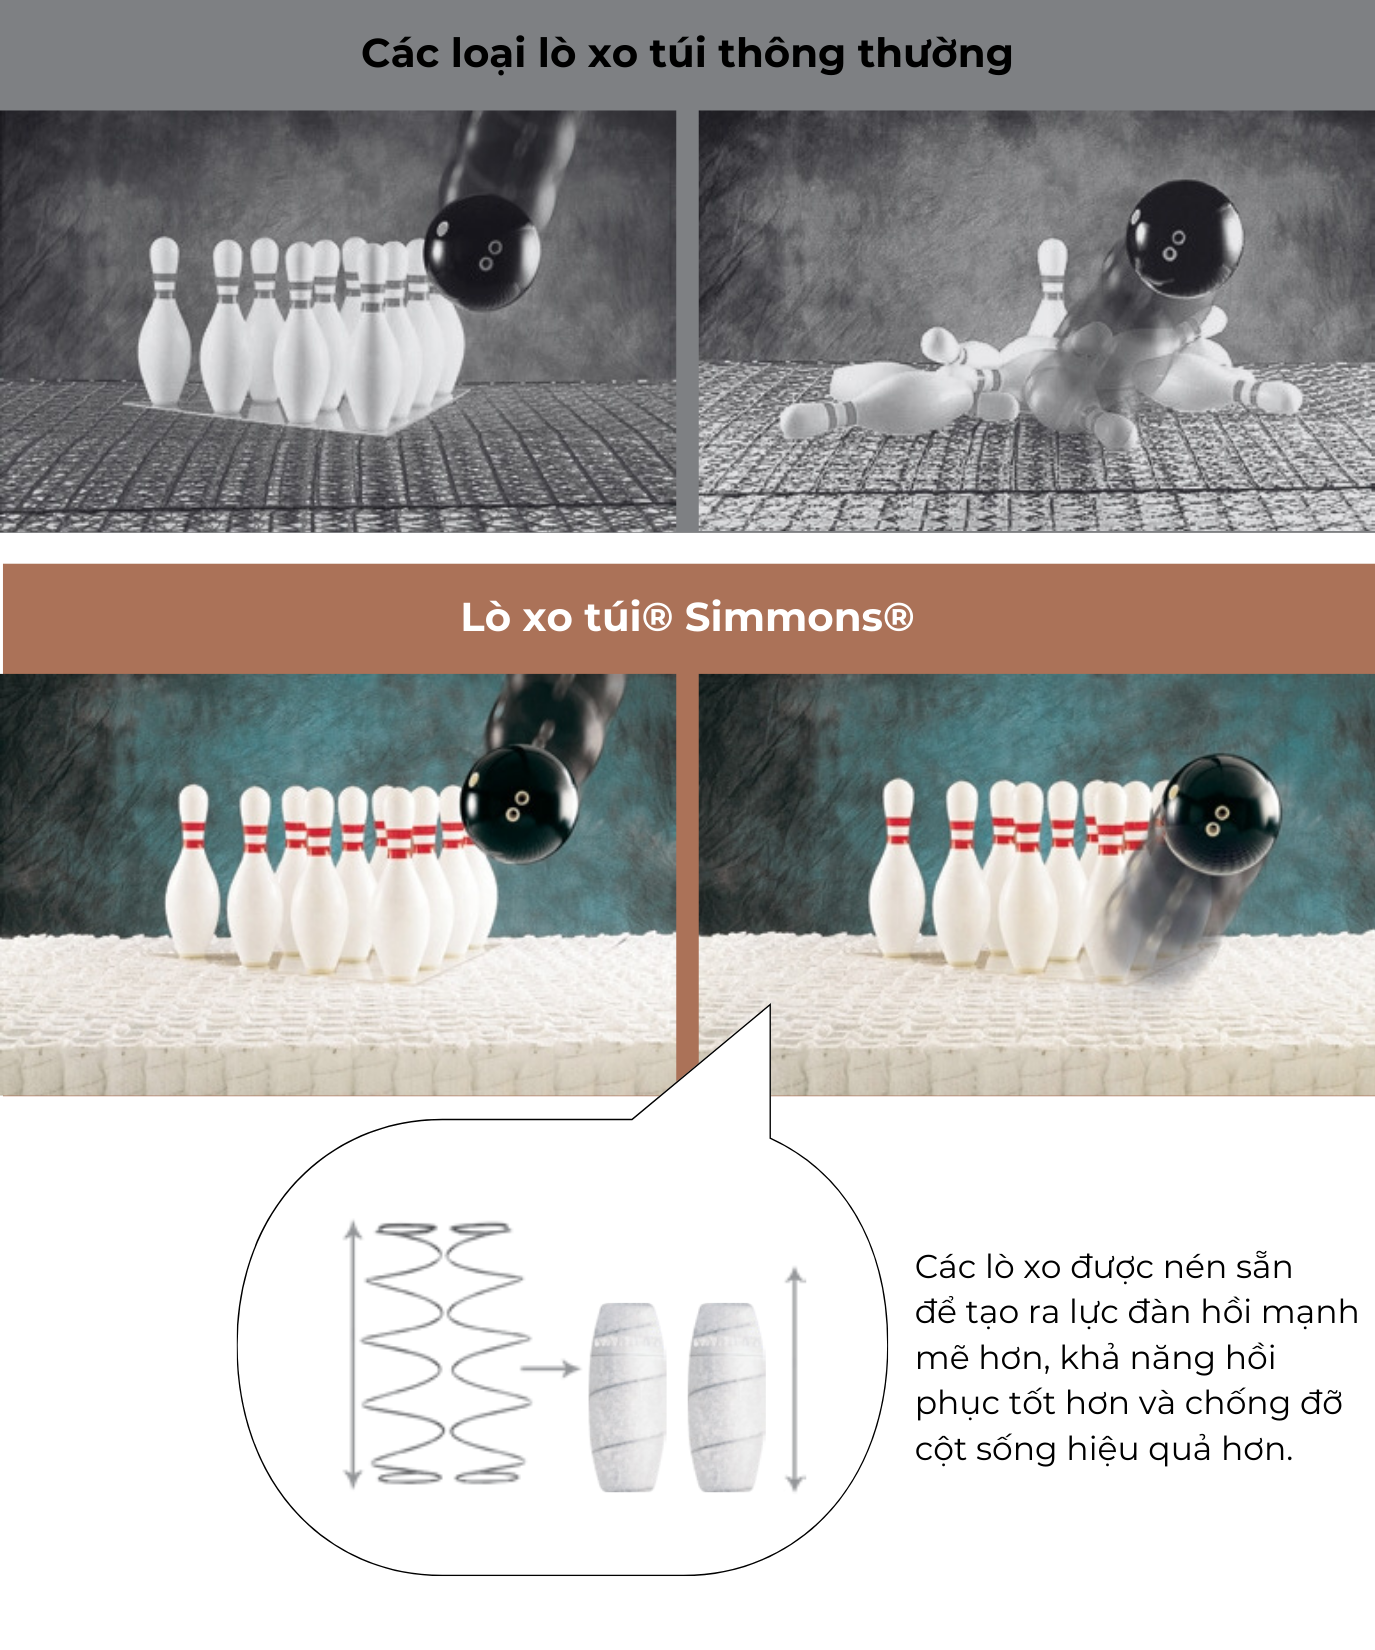 Các loại lò xo túi thông thường
Lò xo túi® Simmons®
Các lò xo được nén sẵn
để tạo ra lực đàn hồi mạnh
mẽ hơn, khả năng hồi
phục tốt hơn và chống đỡ
cột sống hiệu quả hơn.